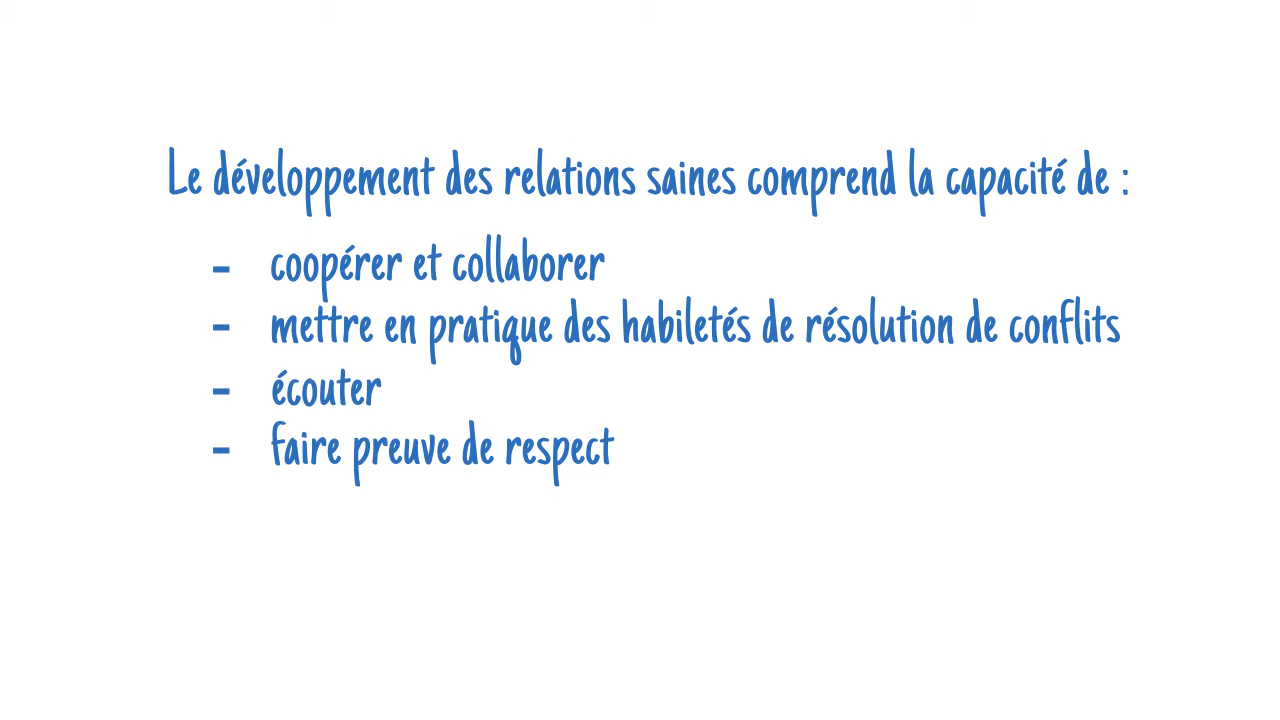 Le développement des relations saines comprend la capacité de :
- coopérer et collaborer
- mettre en pratique des habiletés de résolution de conflits
- écouter
- faire preuve de respect